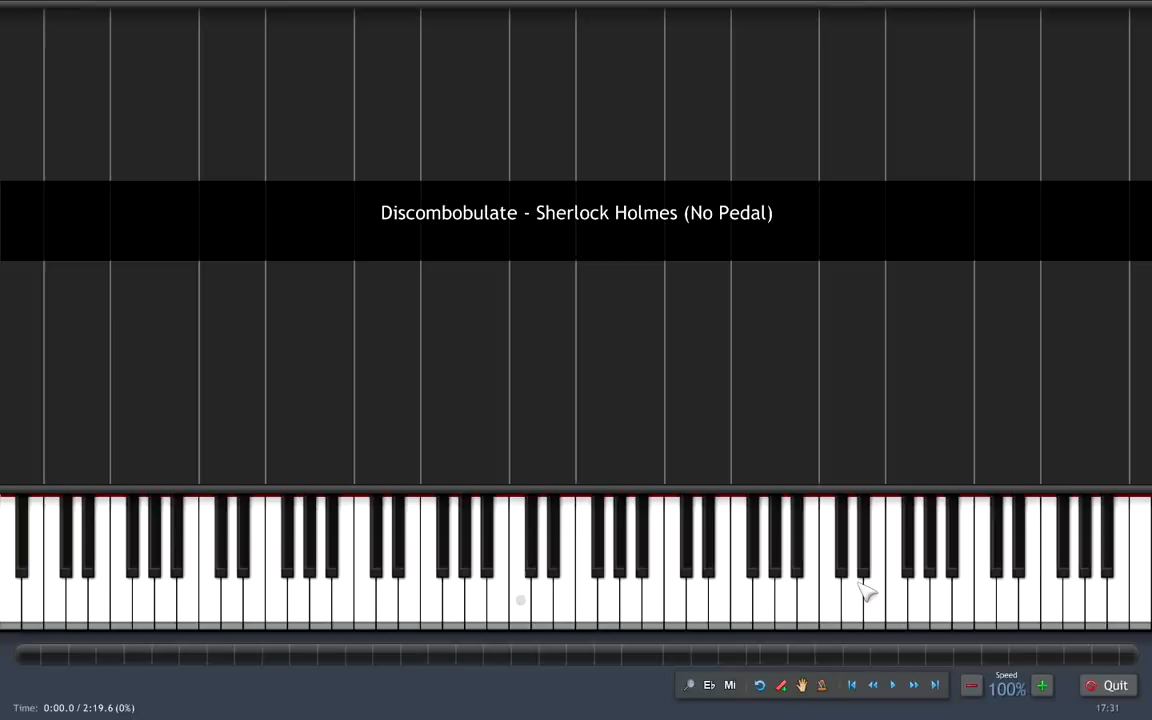 Discombobulate - Sherlock Holmes (No Pedal)
Eb Mi
Speed
100%
Quit
Time: 0:00.0 / 2:19.6 (0%)
17:31